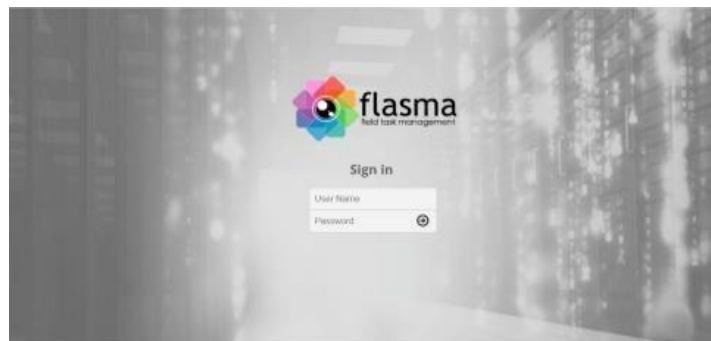 flasma
field task management
Sign in
User Name
Password